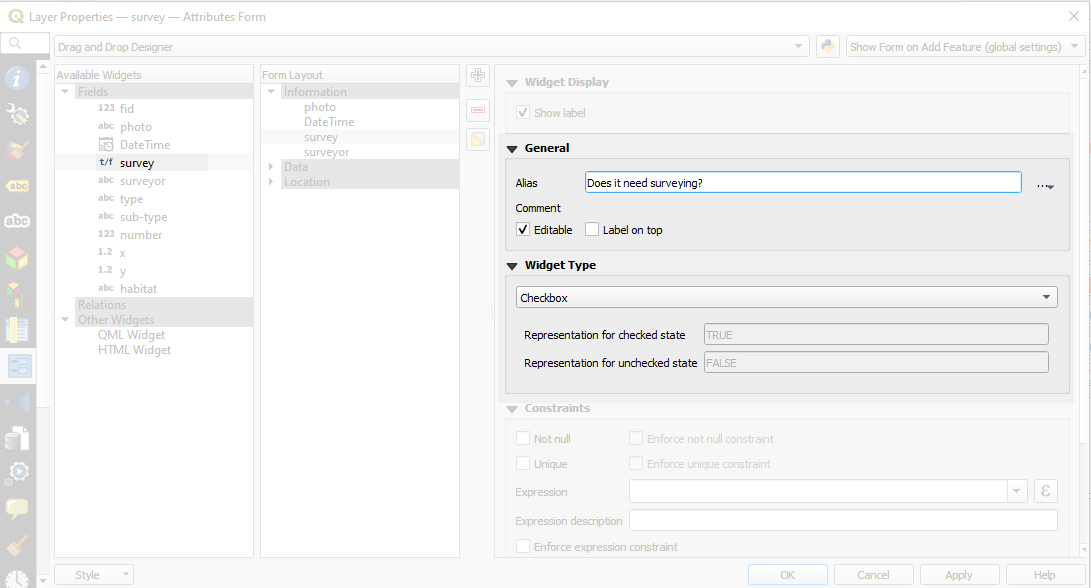 Layer Properties — survey — Attributes Form
Drag and Drop Designer
Show Form on Add Feature (global settings)
Available Widgets
Fields
123 fid
abc photo
DateTime
t/f survey
abc surveyor
abc type
abc sub-type
123 number
1.2 x
1.2 y
abc habitat
Relations
Other Widgets
QML Widget
HTML Widget
Form Layout
Information
photo
DateTime
survey
surveyor
Data
Location
Widget Display
Show label
General
Alias Does it need surveying? ...
Comment
Editable Label on top
Widget Type
Checkbox
Representation for checked state TRUE
Representation for unchecked state FALSE
Constraints
Not null Enforce not null constraint
Unique Enforce unique constraint
Expression ε
Expression description
Enforce expression constraint
abc
abc
Style OK Cancel Apply Help